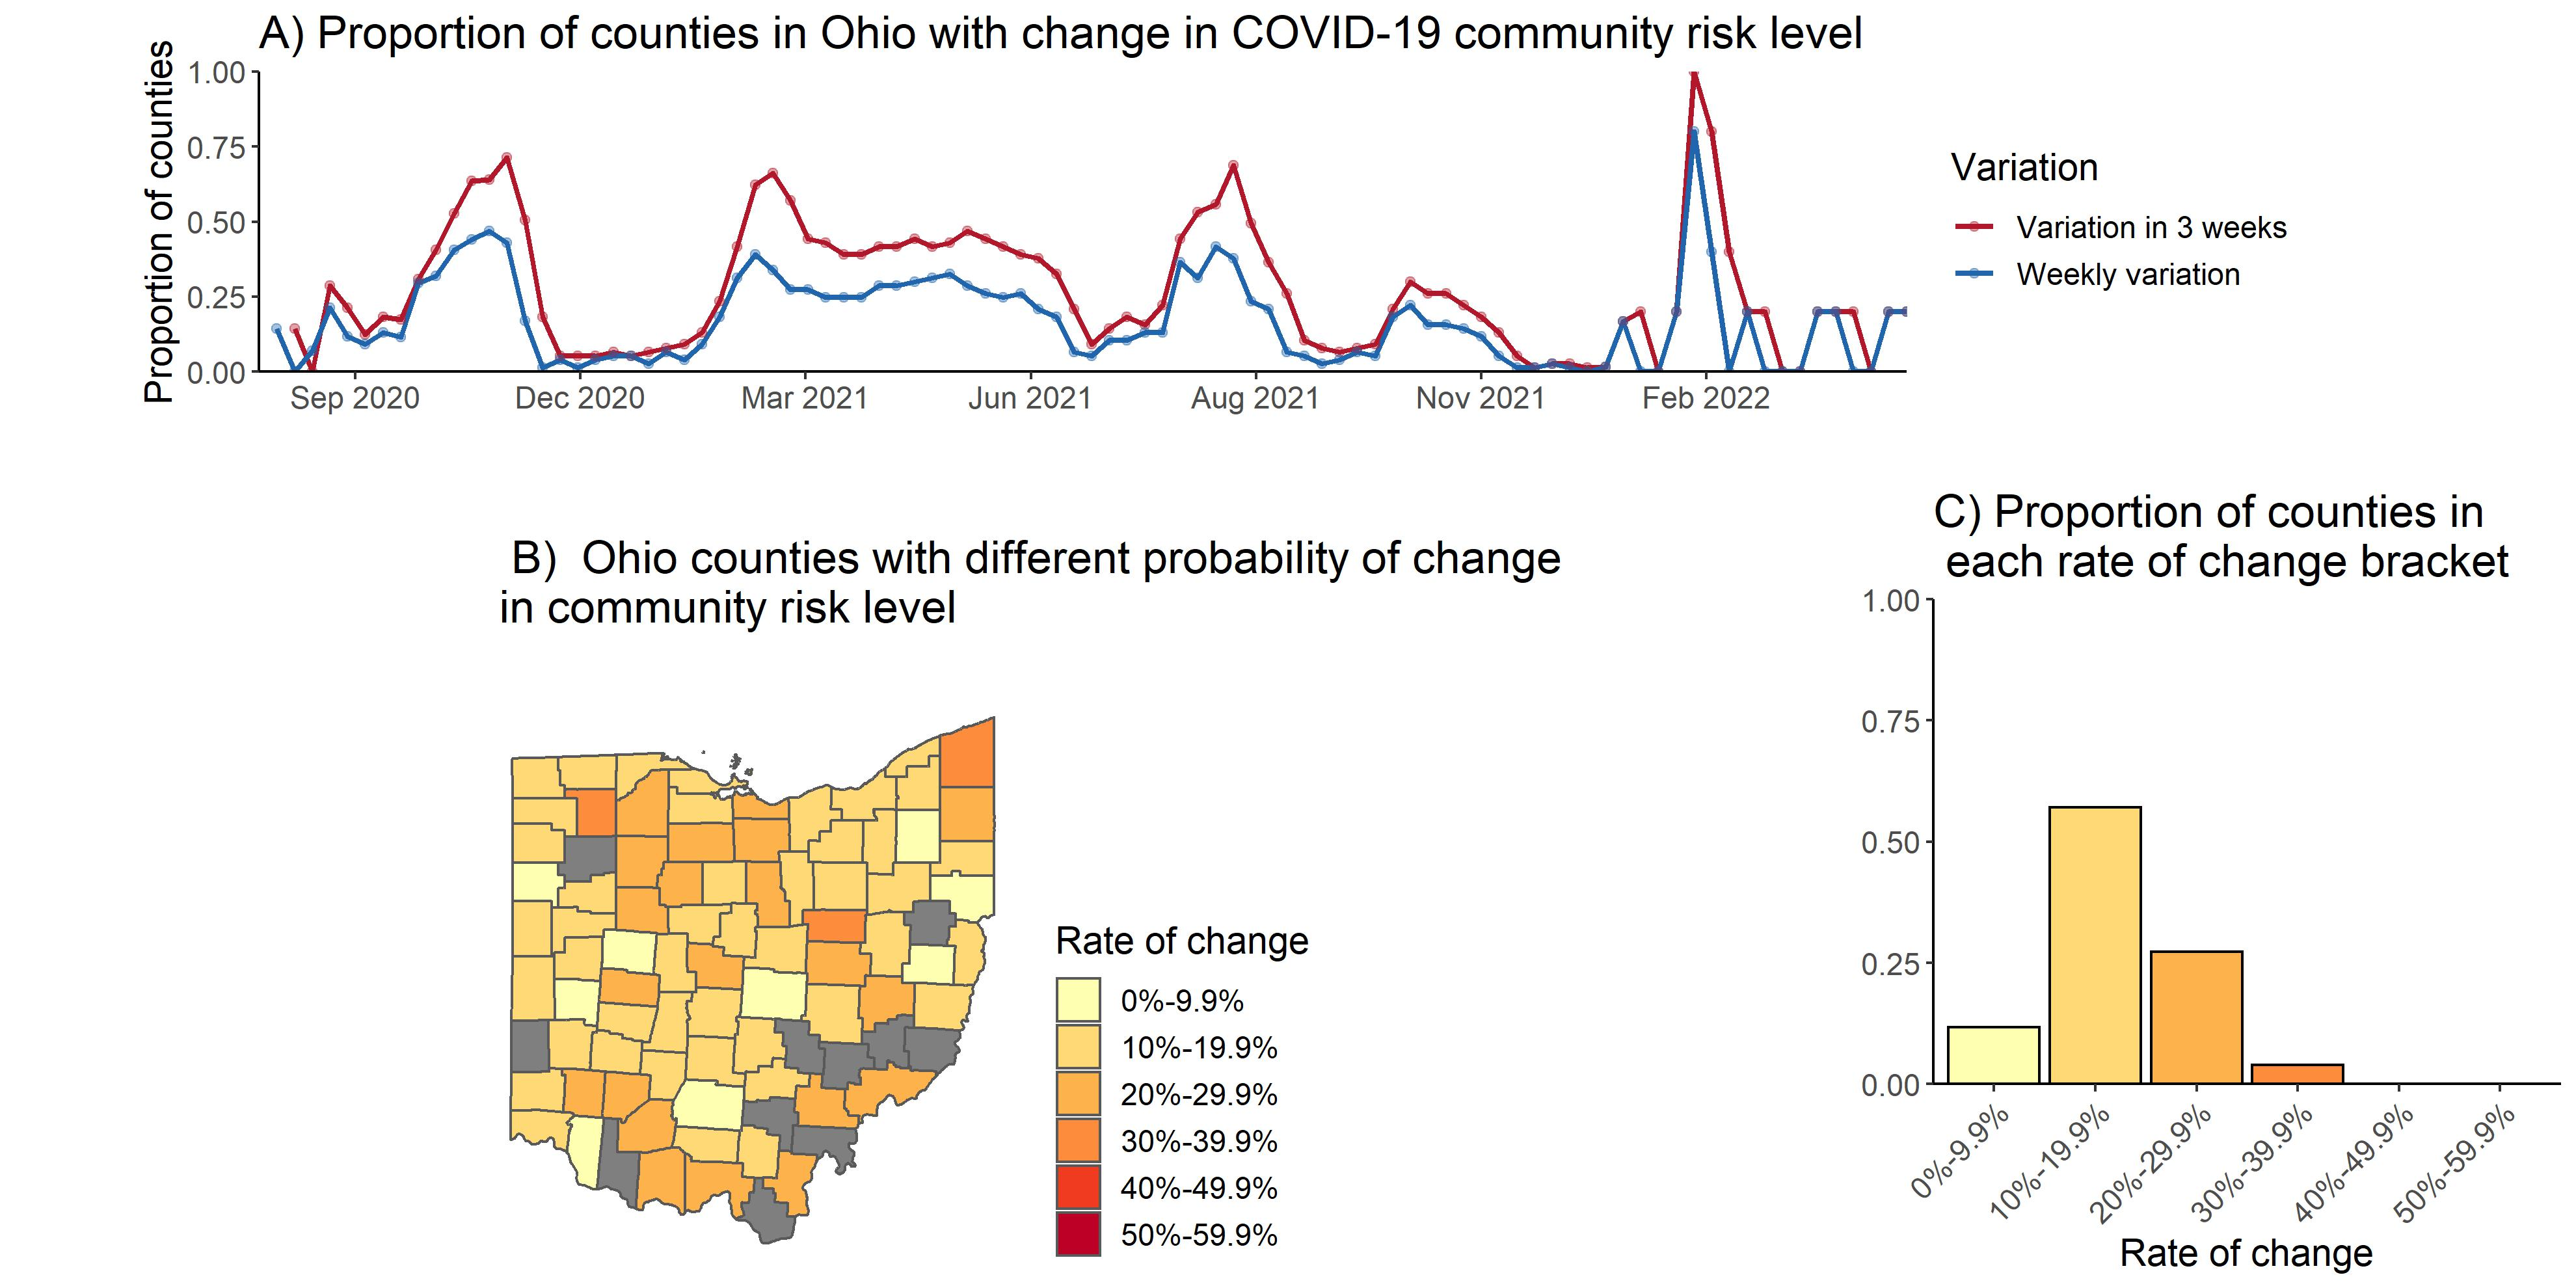 A) Proportion of counties in Ohio with change in COVID-19 community risk level
Proportion of counties
1.00
0.75
0.50
0.25
0.00
Sep 2020 Dec 2020 Mar 2021 Jun 2021 Aug 2021 Nov 2021 Feb 2022
Variation
Variation in 3 weeks
Weekly variation
B) Ohio counties with different probability of change
in community risk level
Rate of change
0%-9.9%
10%-19.9%
20%-29.9%
30%-39.9%
40%-49.9%
50%-59.9%
C) Proportion of counties in
each rate of change bracket
1.00
0.75
0.50
0.25
0.00
0%-9.9%
10%-19.9%
20%-29.9%
30%-39.9%
40%-49.9%
50%-59.9%
Rate of change